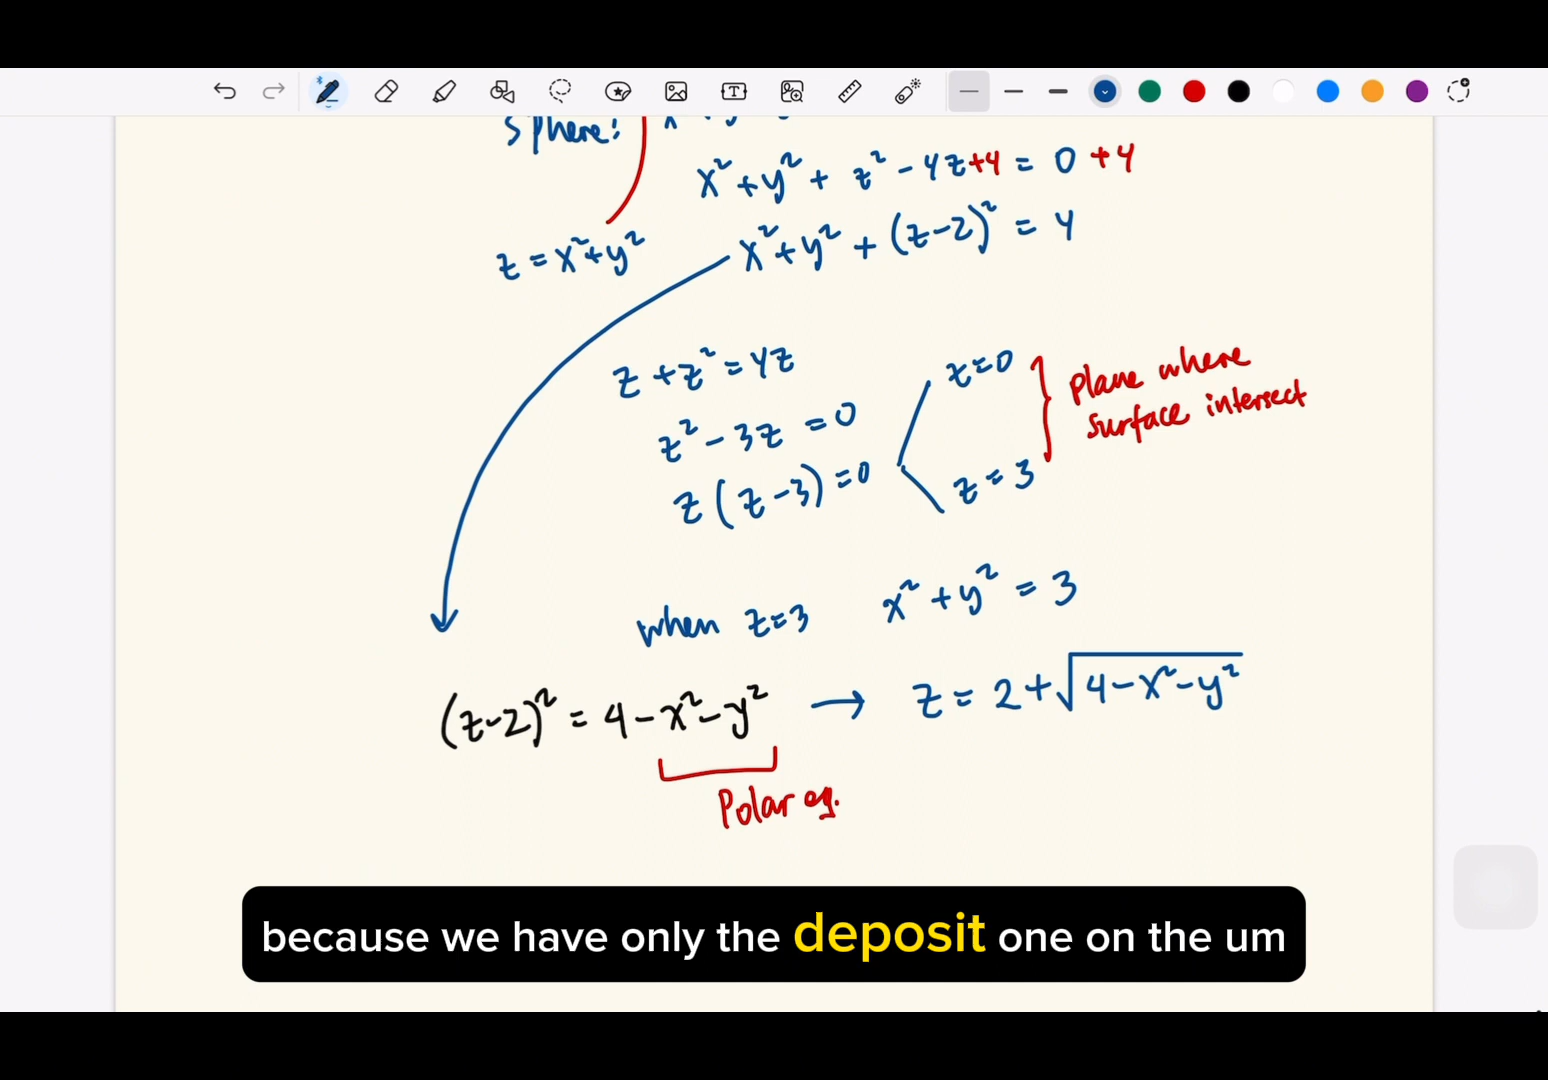 Sphere:
x² + y² + z² - 4z + 4 = 0 + 4
z = x² + y²
x² + y² + (z-2)² = 4
z + z² = 4z
z² - 3z = 0
z (z-3) = 0
z = 0
z = 3
plane where
surface intersect
when z = 3
x² + y² = 3
(z-2)² = 4 - x² - y² → z = 2 + √(4 - x² - y²)
Polar eq.
because we have only the deposit one on the um